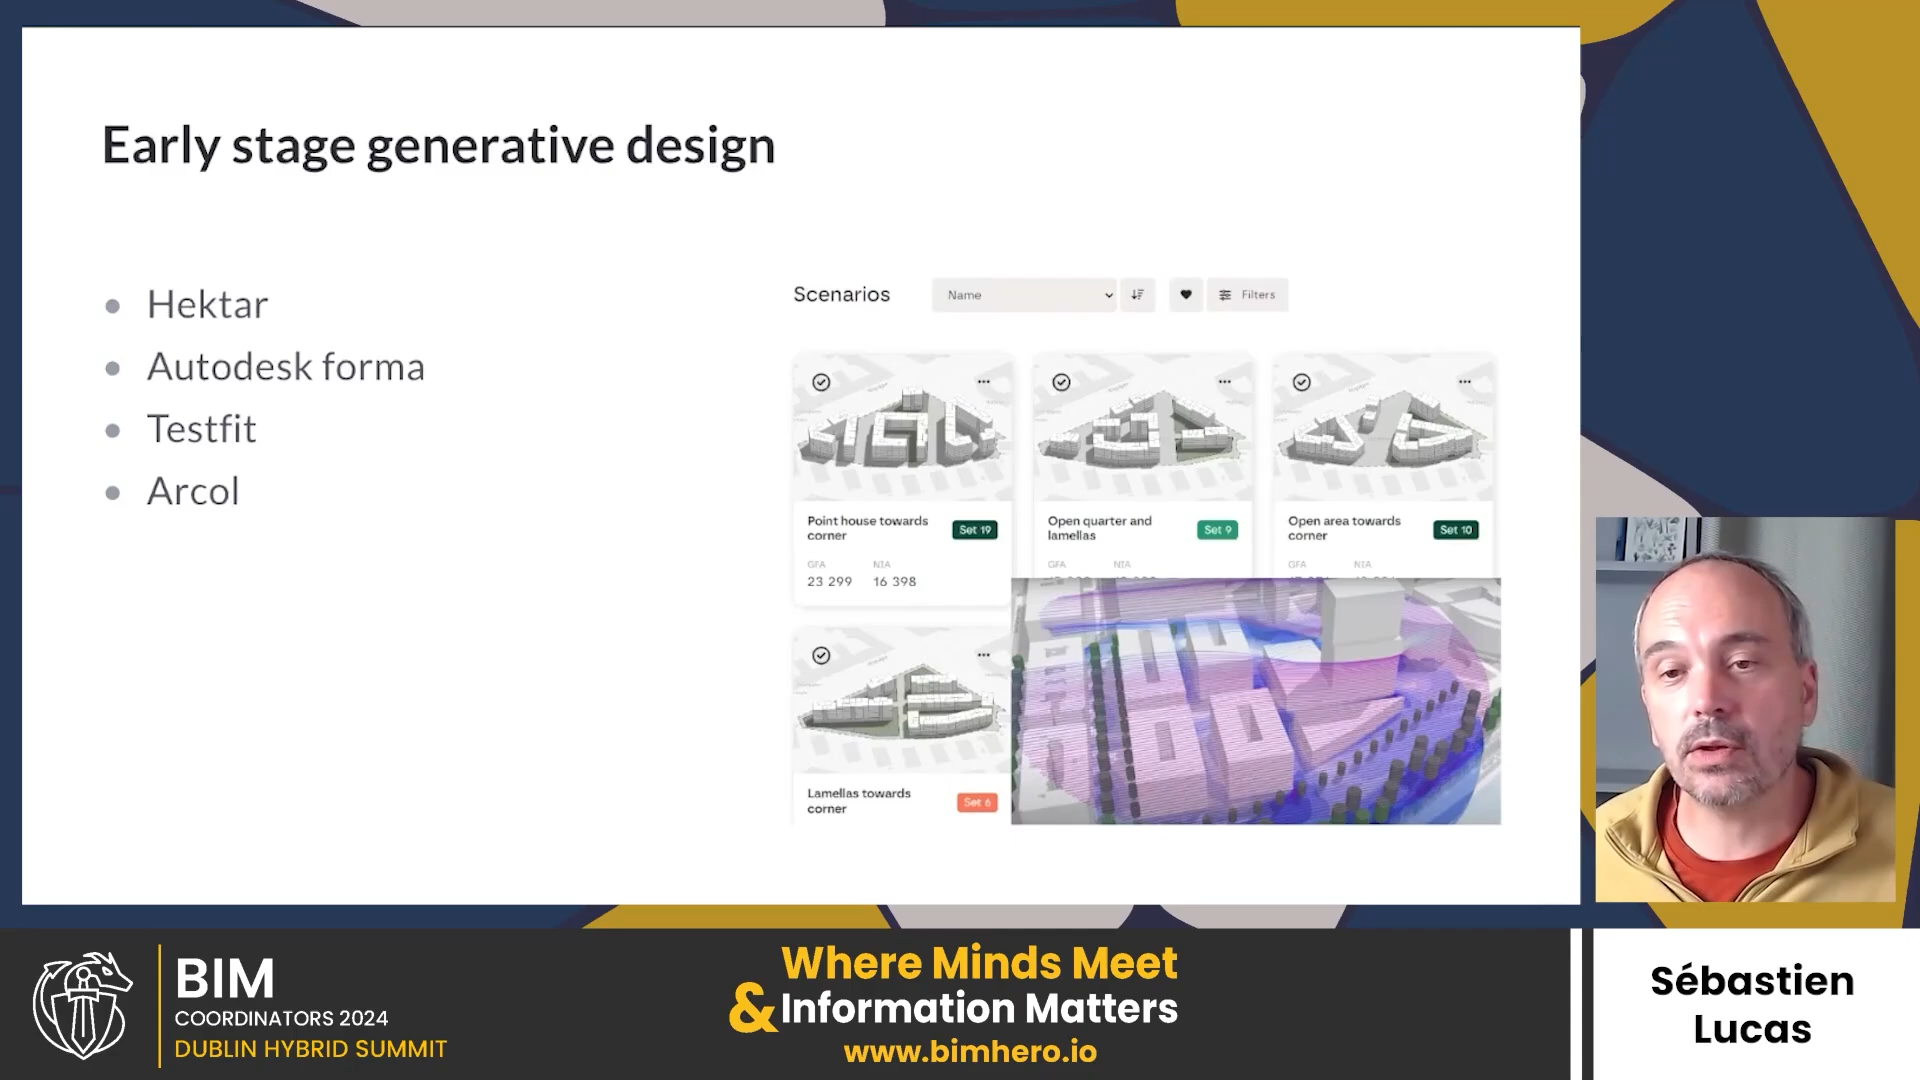 Early stage generative design
Hektar
Autodesk forma
Testfit
Arcol
Scenarios
Name
Filters
Point house towards
corner
Set 19
GFA
NIA
23 299
16 398
Open quarter and
lamellas
Set 9
GFA
NIA
Open area towards
corner
Set 10
GFA
NIA
Lamellas towards
corner
Set 6
BIM
COORDINATORS 2024
DUBLIN HYBRID SUMMIT
Where Minds Meet
& Information Matters
www.bimhero.io
Sébastien
Lucas